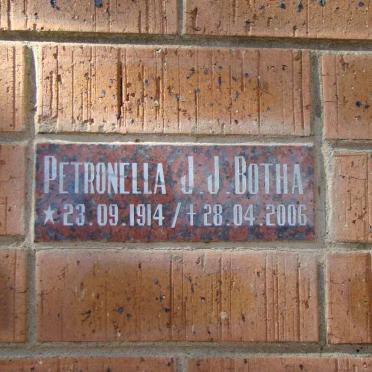 PETRONELLA J. J. BOTHA
★ 23.09.1914 / † 28.04.2006